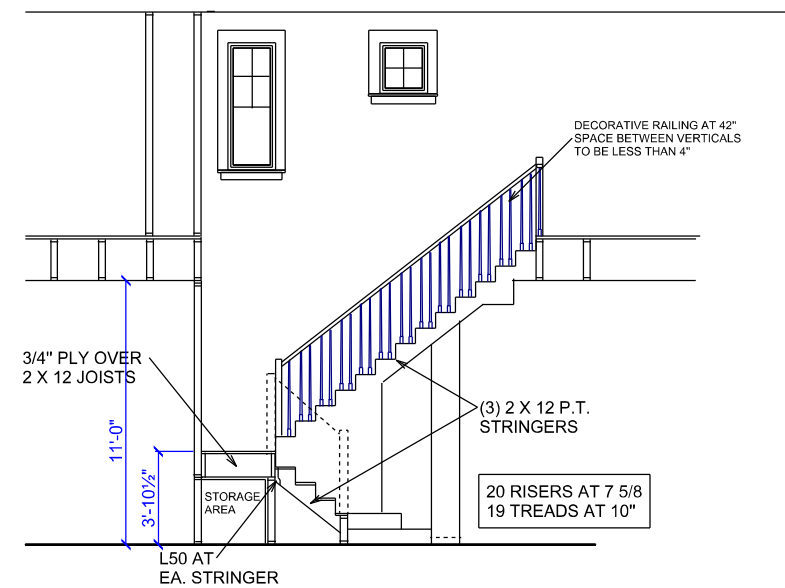 DECORATIVE RAILING AT 42"
SPACE BETWEEN VERTICALS
TO BE LESS THAN 4"
3/4" PLY OVER
2 X 12 JOISTS
11'-0"
3'-10½"
(3) 2 X 12 P.T.
STRINGERS
STORAGE
AREA
20 RISERS AT 7 5/8
19 TREADS AT 10"
L50 AT
EA. STRINGER